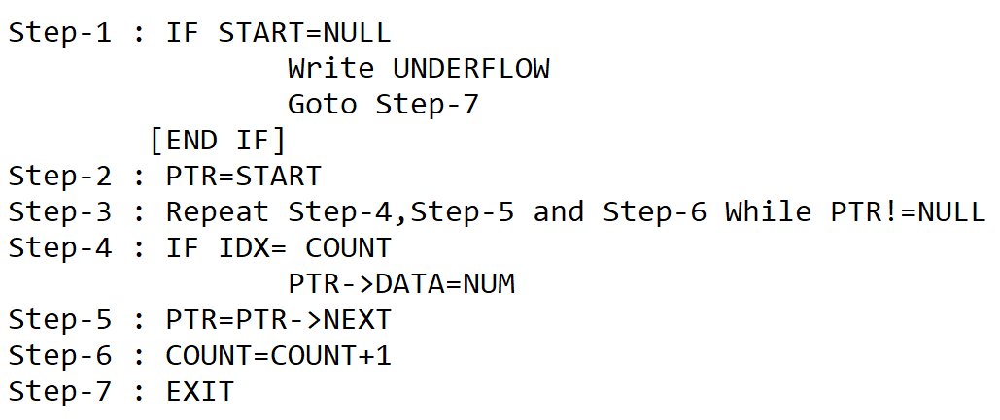 Step-1 : IF START=NULL
Write UNDERFLOW
Goto Step-7
[END IF]
Step-2 : PTR=START
Step-3 : Repeat Step-4,Step-5 and Step-6 While PTR!=NULL
Step-4 : IF IDX= COUNT
PTR->DATA=NUM
Step-5 : PTR=PTR->NEXT
Step-6 : COUNT=COUNT+1
Step-7 : EXIT